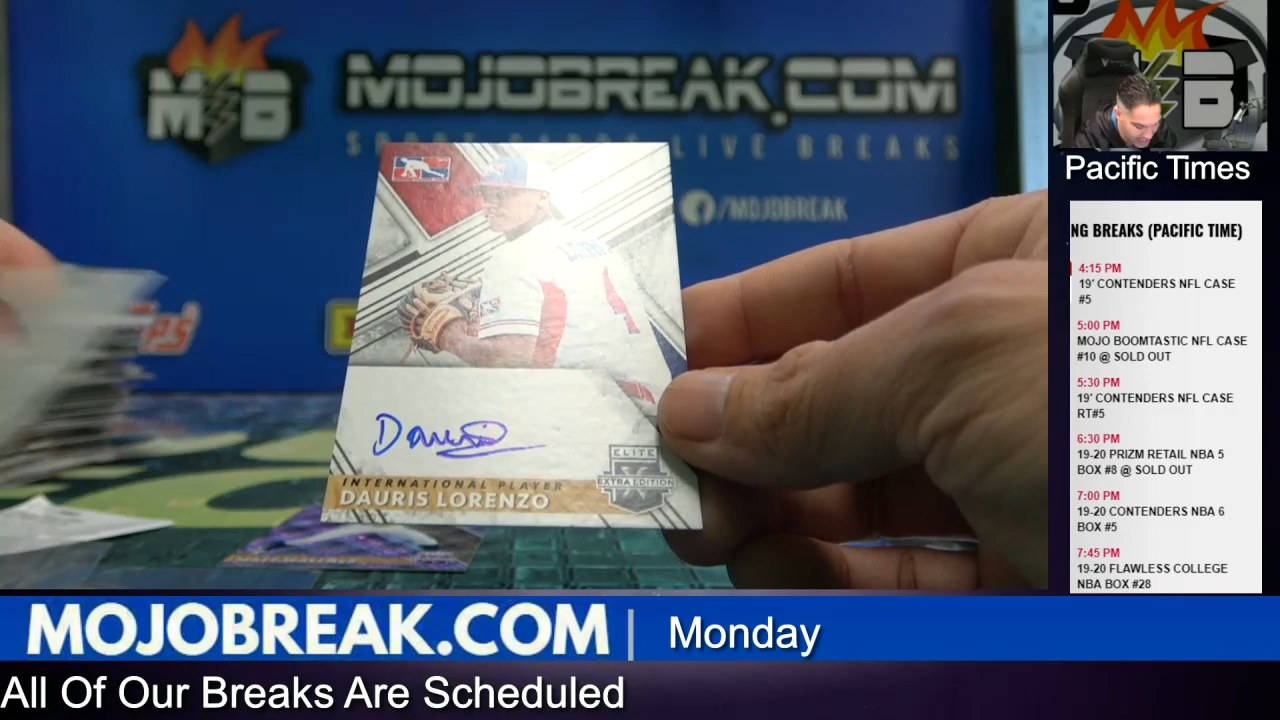 MB
MOJOBREAK.COM
LIVE BREAKS
/MOJOBREAK
B
Pacific Times
NG BREAKS (PACIFIC TIME)
4:15 PM
19' CONTENDERS NFL CASE
#5
5:00 PM
MOJO BOOMTASTIC NFL CASE
#10 @ SOLD OUT
5:30 PM
19' CONTENDERS NFL CASE
RT#5
6:30 PM
19-20 PRIZM RETAIL NBA 5
BOX #8 @ SOLD OUT
7:00 PM
19-20 CONTENDERS NBA 6
BOX #5
7:45 PM
19-20 FLAWLESS COLLEGE
NBA BOX #28
Dauris
ELITE
EXTRA EDITION
X
INTERNATIONAL PLAYER
DAURIS LORENZO
MOJOBREAK.COM | Monday
All Of Our Breaks Are Scheduled